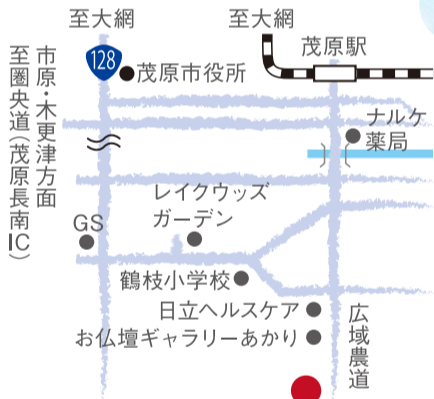 至大網
至大網
128
茂原市役所
茂原駅
市原・木更津方面
至圏央道(茂原長南IC)
ナルケ
薬局
レイクウッズ
ガーデン
GS
鶴枝小学校
日立ヘルスケア
お仏壇ギャラリーあかり
広域農道